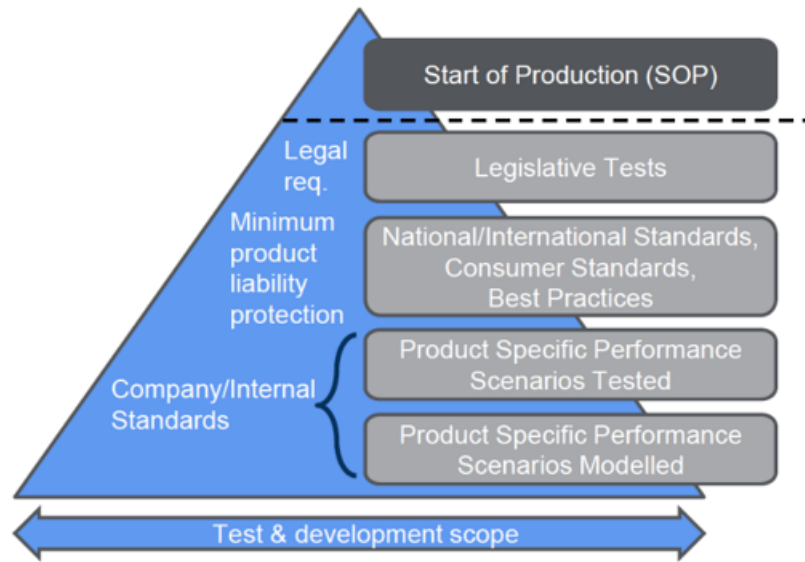 Start of Production (SOP)
Legal
req.
Legislative Tests
Minimum
product
liability
protection
National/International Standards,
Consumer Standards,
Best Practices
Company/Internal
Standards
Product Specific Performance
Scenarios Tested
Product Specific Performance
Scenarios Modelled
Test & development scope